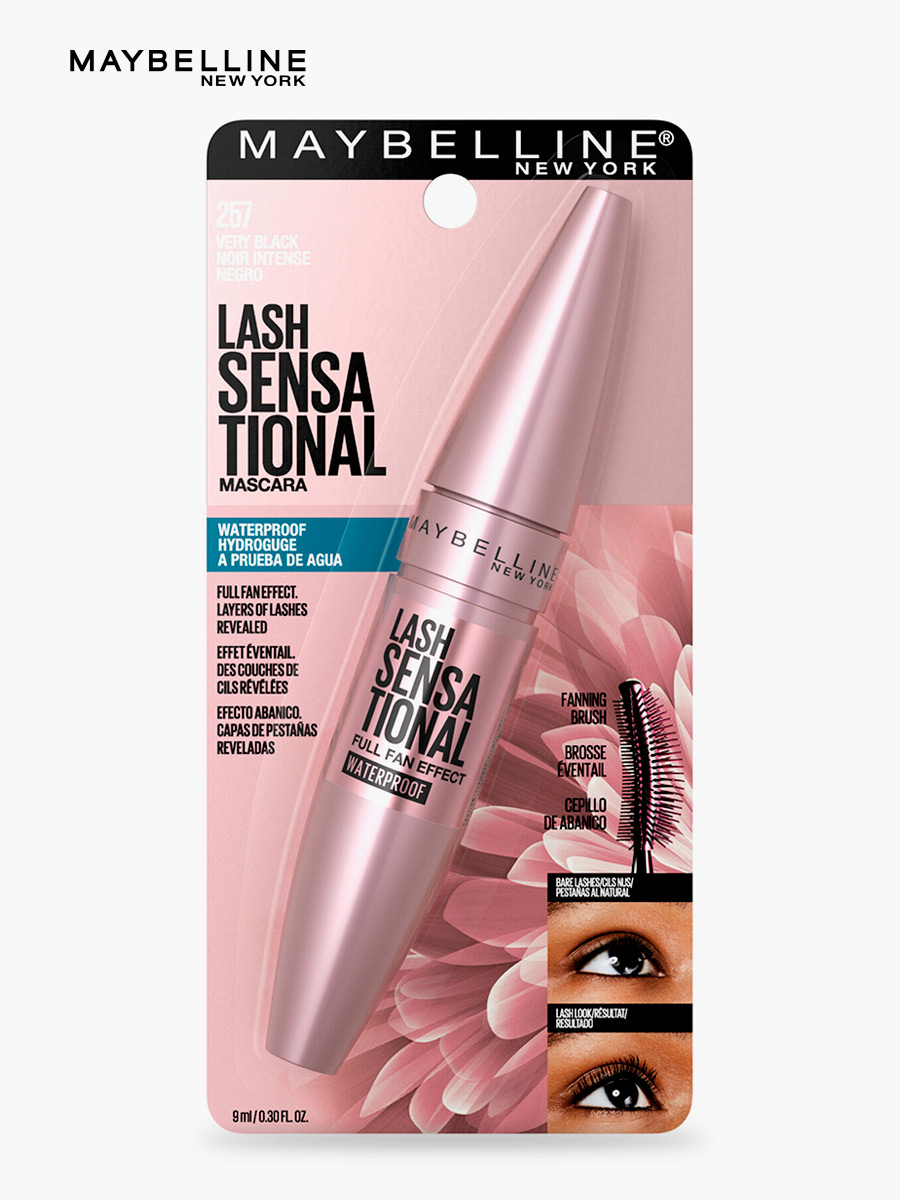 MAYBELLINE
NEW YORK
MAYBELLINE®
NEW YORK
257
VERY BLACK
NOIR INTENSE
NEGRO
LASH
SENSA
TIONAL
MASCARA
WATERPROOF
HYDROGUGE
A PRUEBA DE AGUA
FULL FAN EFFECT.
LAYERS OF LASHES
REVEALED
EFFET ÉVENTAIL.
DES COUCHES DE
CILS RÉVÉLÉES
EFECTO ABANICO.
CAPAS DE PESTAÑAS
REVELADAS
MAYBELLINE
NEW YORK
LASH
SENSA
TIONAL
FULL FAN EFFECT
WATERPROOF
FANNING
BRUSH
BROSSE
ÉVENTAIL
CEPILLO
DE ABANICO
BARE LASHES/CILS NUS/
PESTAÑAS AL NATURAL
LASH LOOK/RÉSULTAT/
RESULTADO
9 ml / 0.30 FL. OZ.